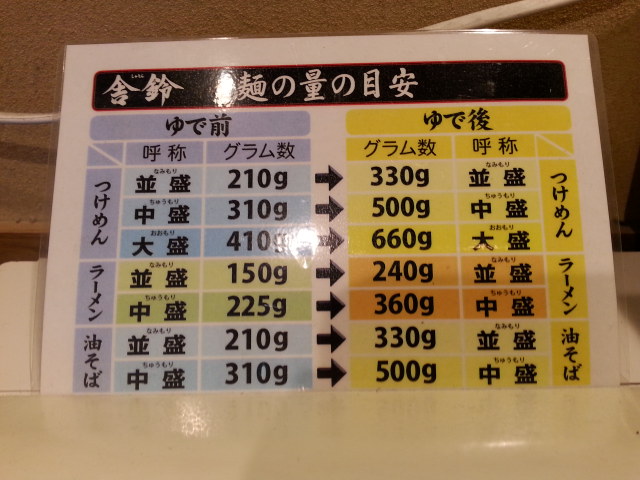 舎鈴 麺の量の目安
しゃりん
ゆで前 ゆで後
呼称 グラム数 グラム数 呼称
つけめん 並盛 210g → 330g 並盛 つけめん
なみもり なみもり
中盛 310g → 500g 中盛
ちゅうもり ちゅうもり
大盛 410g → 660g 大盛
おおもり おおもり
ラーメン 並盛 150g → 240g 並盛 ラーメン
なみもり なみもり
中盛 225g → 360g 中盛
ちゅうもり ちゅうもり
油そば 並盛 210g → 330g 並盛 油そば
なみもり なみもり
中盛 310g → 500g 中盛
ちゅうもり ちゅうもり